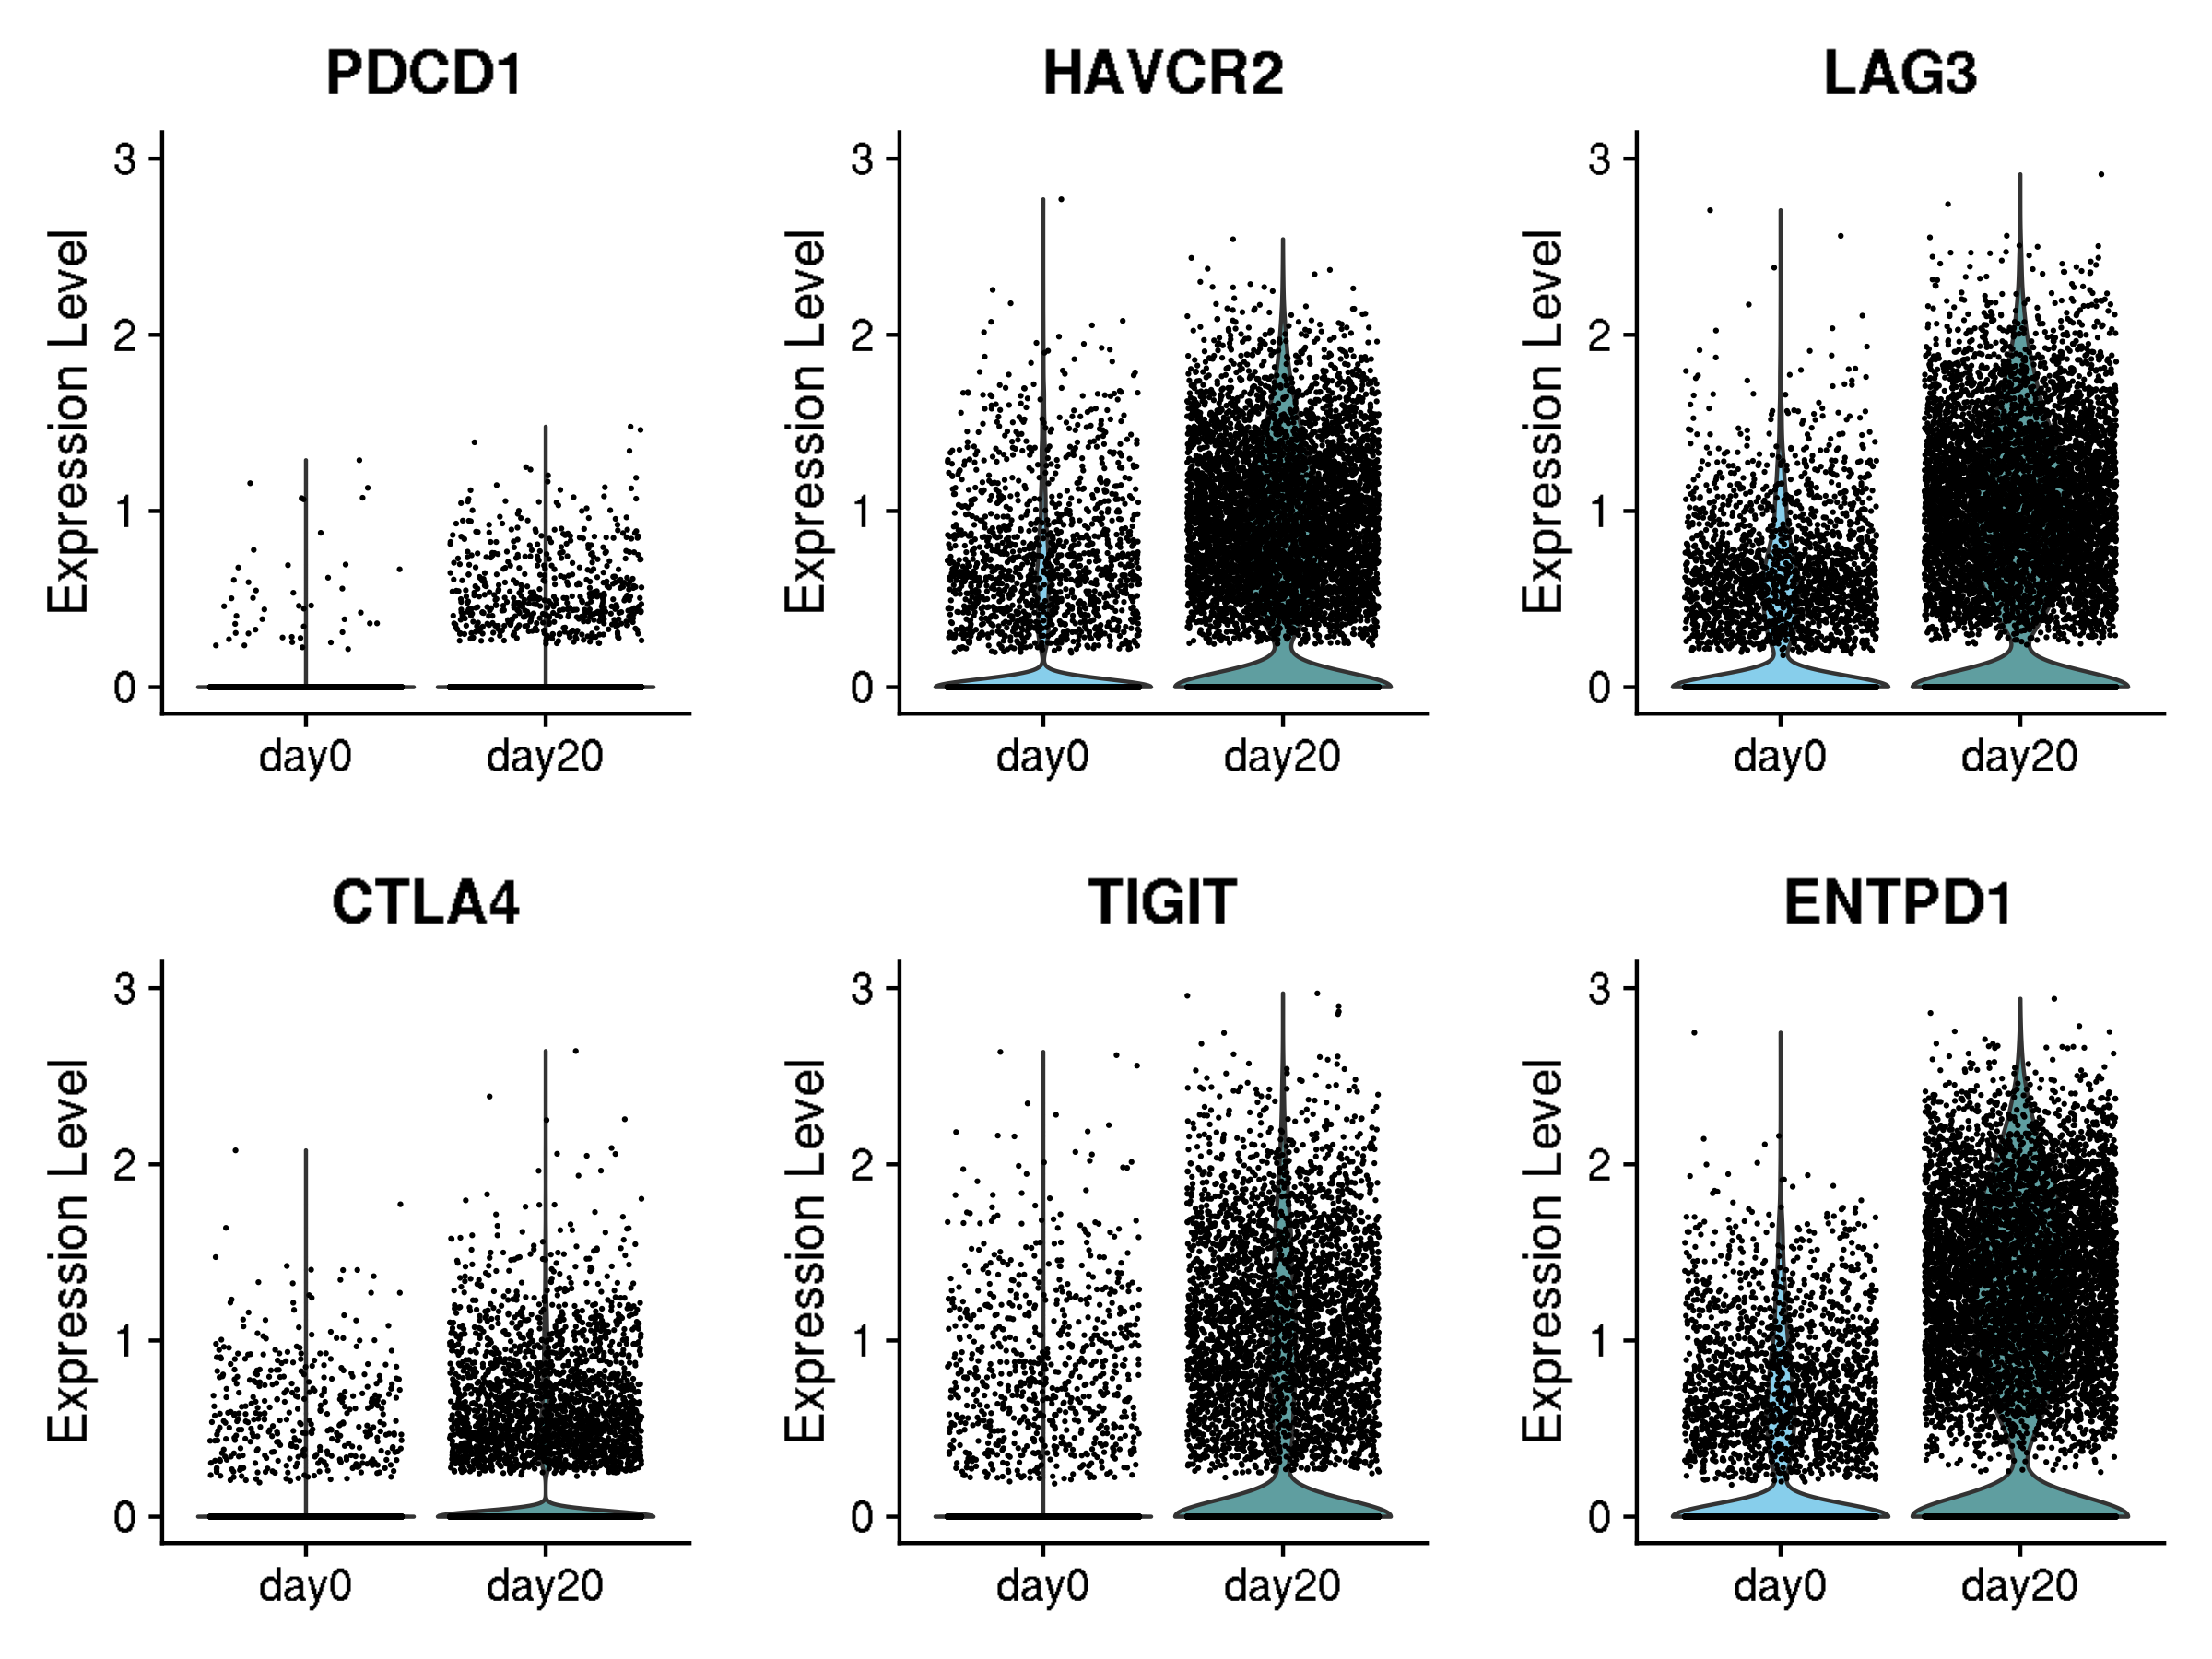 PDCD1
HAVCR2
LAG3
Expression Level
3
2
1
0
day0
day20
Expression Level
3
2
1
0
day0
day20
Expression Level
3
2
1
0
day0
day20
CTLA4
TIGIT
ENTPD1
Expression Level
3
2
1
0
day0
day20
Expression Level
3
2
1
0
day0
day20
Expression Level
3
2
1
0
day0
day20